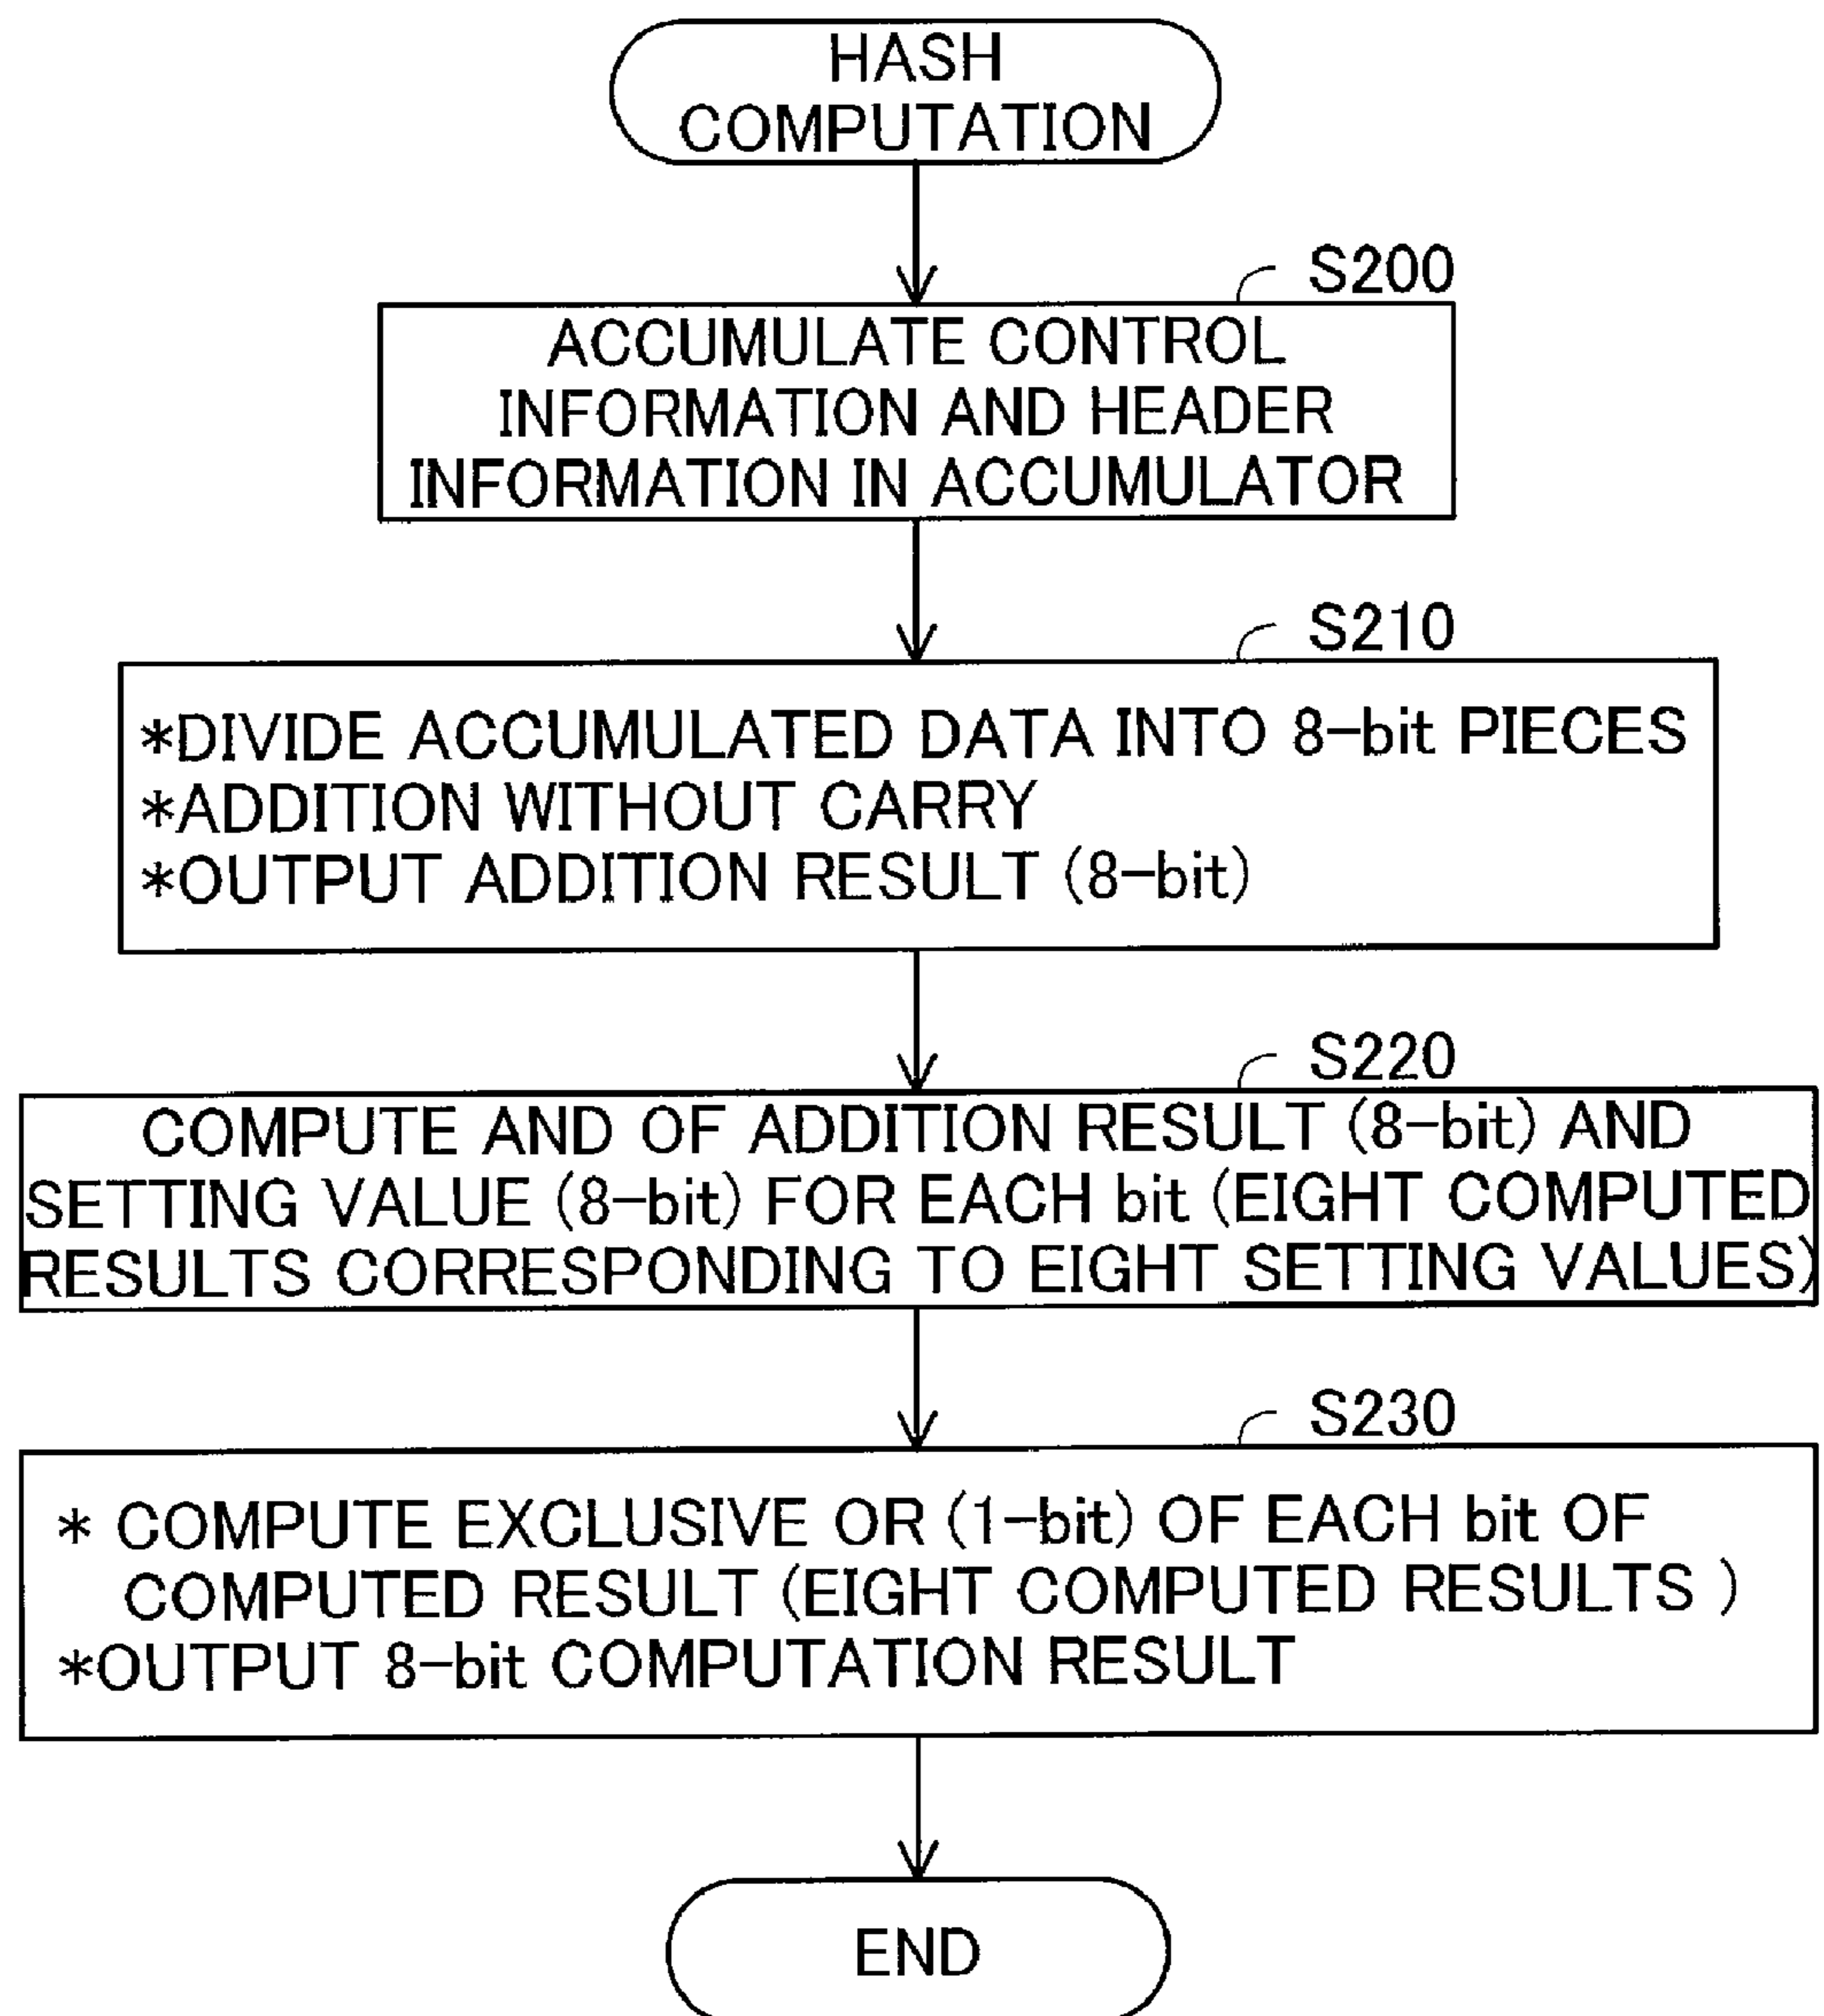 HASH
COMPUTATION
S200
ACCUMULATE CONTROL
INFORMATION AND HEADER
INFORMATION IN ACCUMULATOR
S210
*DIVIDE ACCUMULATED DATA INTO 8-bit PIECES
*ADDITION WITHOUT CARRY
*OUTPUT ADDITION RESULT (8-bit)
S220
COMPUTE AND OF ADDITION RESULT (8-bit) AND
SETTING VALUE (8-bit) FOR EACH bit (EIGHT COMPUTED
RESULTS CORRESPONDING TO EIGHT SETTING VALUES)
S230
* COMPUTE EXCLUSIVE OR (1-bit) OF EACH bit OF
COMPUTED RESULT (EIGHT COMPUTED RESULTS )
*OUTPUT 8-bit COMPUTATION RESULT
END